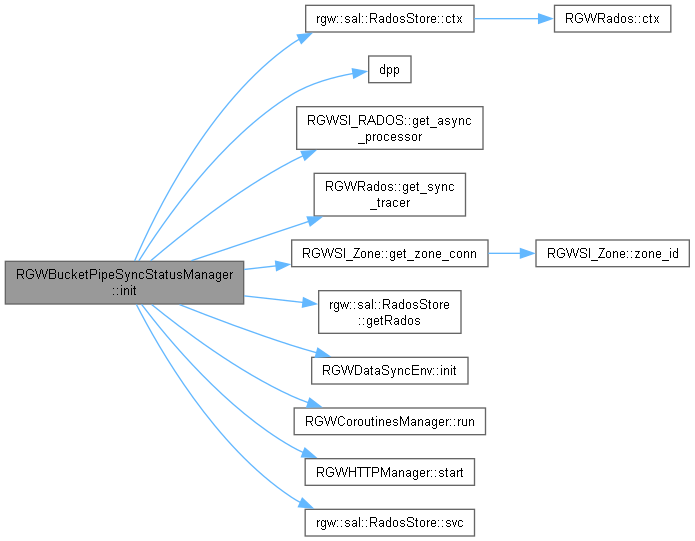 rgw::sal::RadosStore::ctx
RGWRados::ctx
dpp
RGWSI_RADOS::get_async
_processor
RGWRados::get_sync
_tracer
RGWSI_Zone::get_zone_conn
RGWSI_Zone::zone_id
RGWBucketPipeSyncStatusManager
::init
rgw::sal::RadosStore
::getRados
RGWDataSyncEnv::init
RGWCoroutinesManager::run
RGWHTTPManager::start
rgw::sal::RadosStore::svc